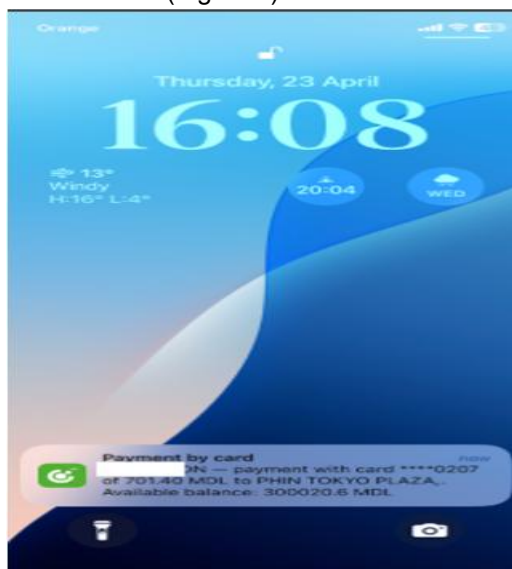 Orange
Thursday, 23 April
16:08
13°
Windy
H:16° L:4°
20:04
WED
Payment by card now
— payment with card ****0207
of 701.40 MDL to PHIN TOKYO PLAZA,.
Available balance: 300020.6 MDL